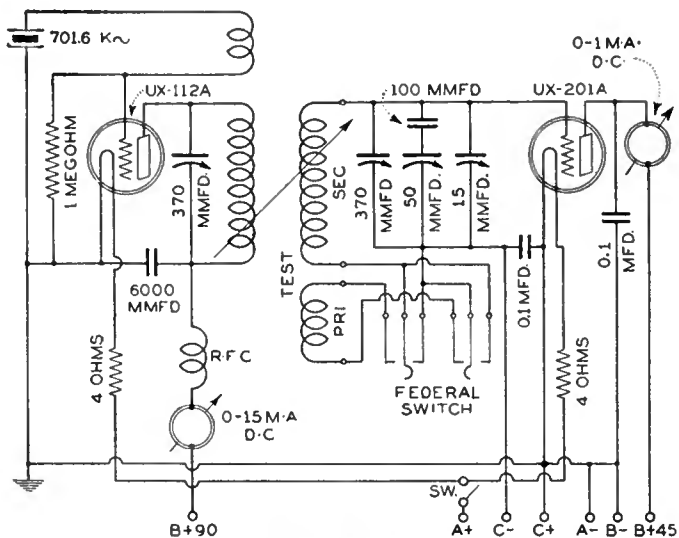 701.6 K~
UX-112A
1 MEGOHM
370
MMFD.
6000
MMFD
4 OHMS
R·F·C
0-15 M·A
D·C
B+90
100 MMFD
SEC
370
MMFD
50
MMFD.
15
MMFD.
TEST
PRI
FEDERAL
SWITCH
0.1 MFD.
UX-201A
0-1 M·A·
D·C·
0.1
MFD.
4 OHMS
SW.
A+
C-
C+
A-
B-
B+45